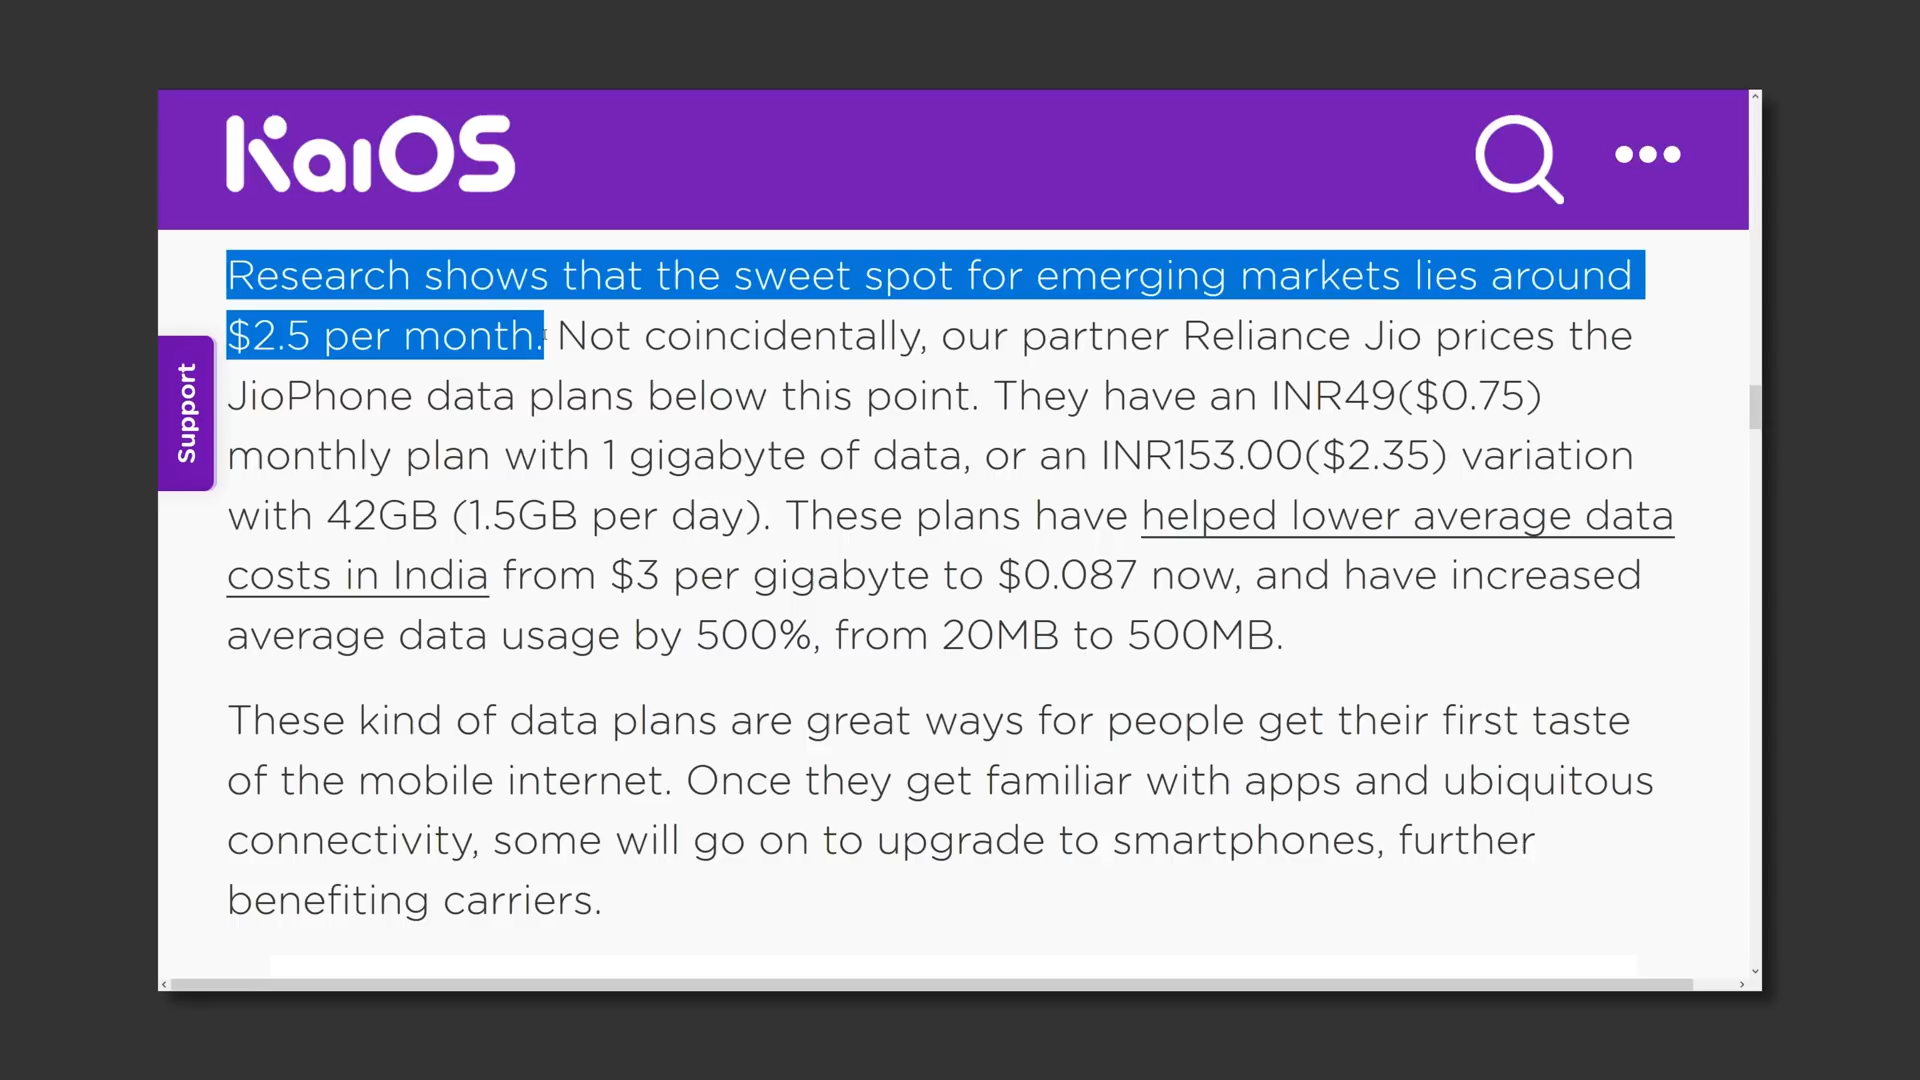 KaiOS
Research shows that the sweet spot for emerging markets lies around
$2.5 per month. Not coincidentally, our partner Reliance Jio prices the
JioPhone data plans below this point. They have an INR49($0.75)
monthly plan with 1 gigabyte of data, or an INR153.00($2.35) variation
with 42GB (1.5GB per day). These plans have helped lower average data
costs in India from $3 per gigabyte to $0.087 now, and have increased
average data usage by 500%, from 20MB to 500MB.
These kind of data plans are great ways for people get their first taste
of the mobile internet. Once they get familiar with apps and ubiquitous
connectivity, some will go on to upgrade to smartphones, further
benefiting carriers.
Support